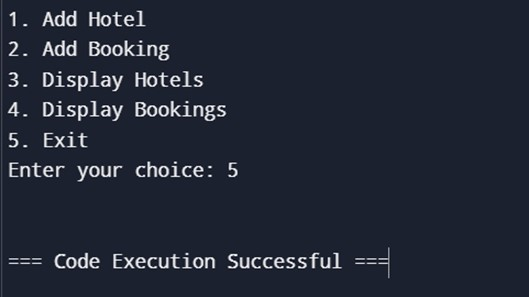 1. Add Hotel
2. Add Booking
3. Display Hotels
4. Display Bookings
5. Exit
Enter your choice: 5
=== Code Execution Successful ===